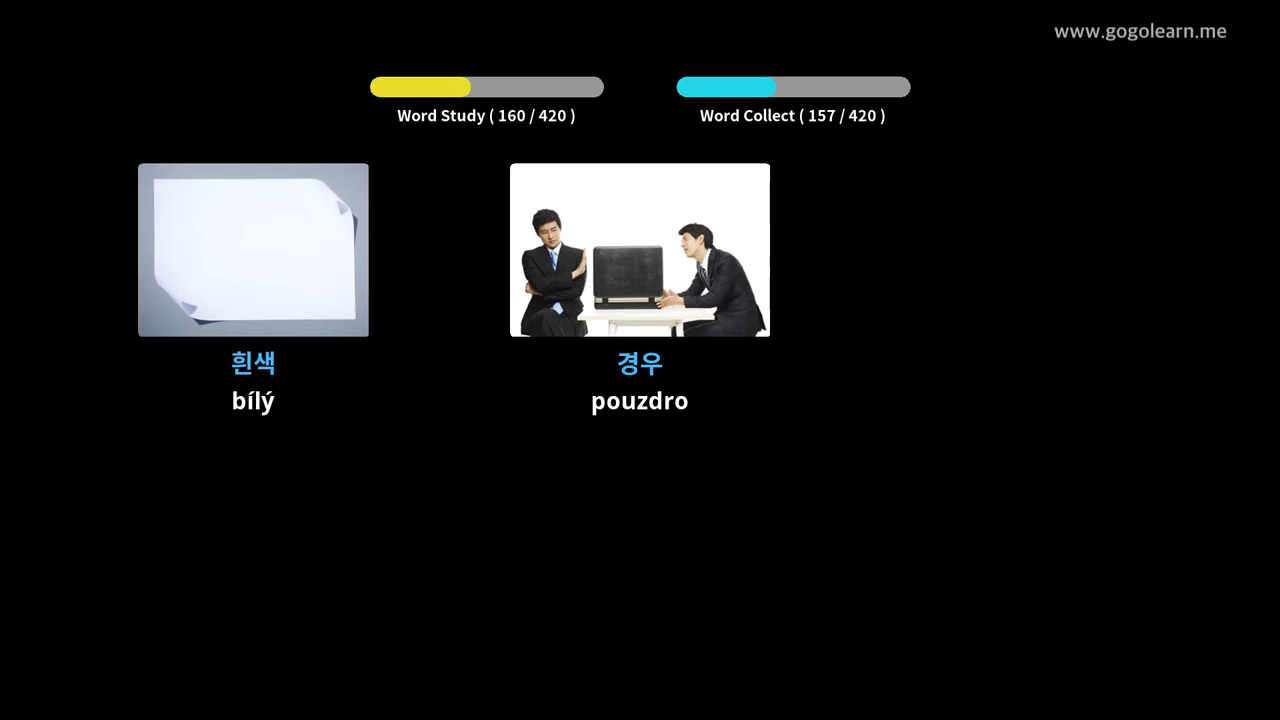 www.gogolearn.me
Word Study ( 160 / 420 )
Word Collect ( 157 / 420 )
흰색
bílý
경우
pouzdro